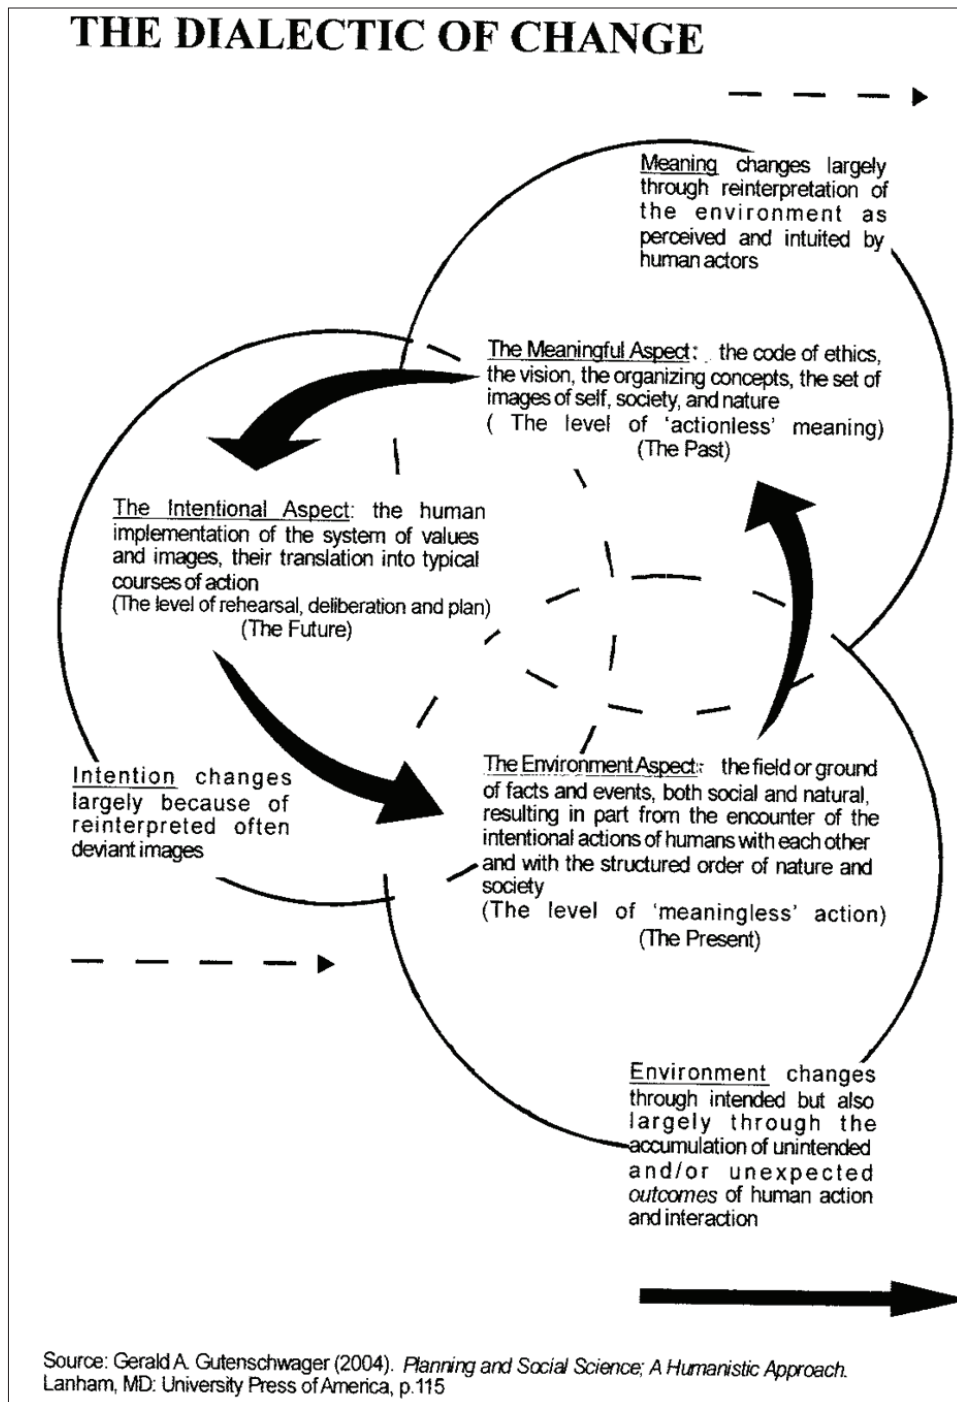 THE DIALECTIC OF CHANGE
Meaning changes largely
through reinterpretation of
the environment as
perceived and intuited by
human actors
The Meaningful Aspect: the code of ethics,
the vision, the organizing concepts, the set of
images of self, society, and nature
( The level of 'actionless' meaning)
(The Past)
The Intentional Aspect: the human
implementation of the system of values
and images, their translation into typical
courses of action
(The level of rehearsal, deliberation and plan)
(The Future)
Intention changes
largely because of
reinterpreted often
deviant images
The Environment Aspect: the field or ground
of facts and events, both social and natural,
resulting in part from the encounter of the
intentional actions of humans with each other
and with the structured order of nature and
society
(The level of 'meaningless' action)
(The Present)
Environment changes
through intended but also
largely through the
accumulation of unintended
and/or unexpected
outcomes of human action
and interaction
Source: Gerald A. Gutenschwager (2004). Planning and Social Science; A Humanistic Approach.
Lanham, MD: University Press of America, p.115